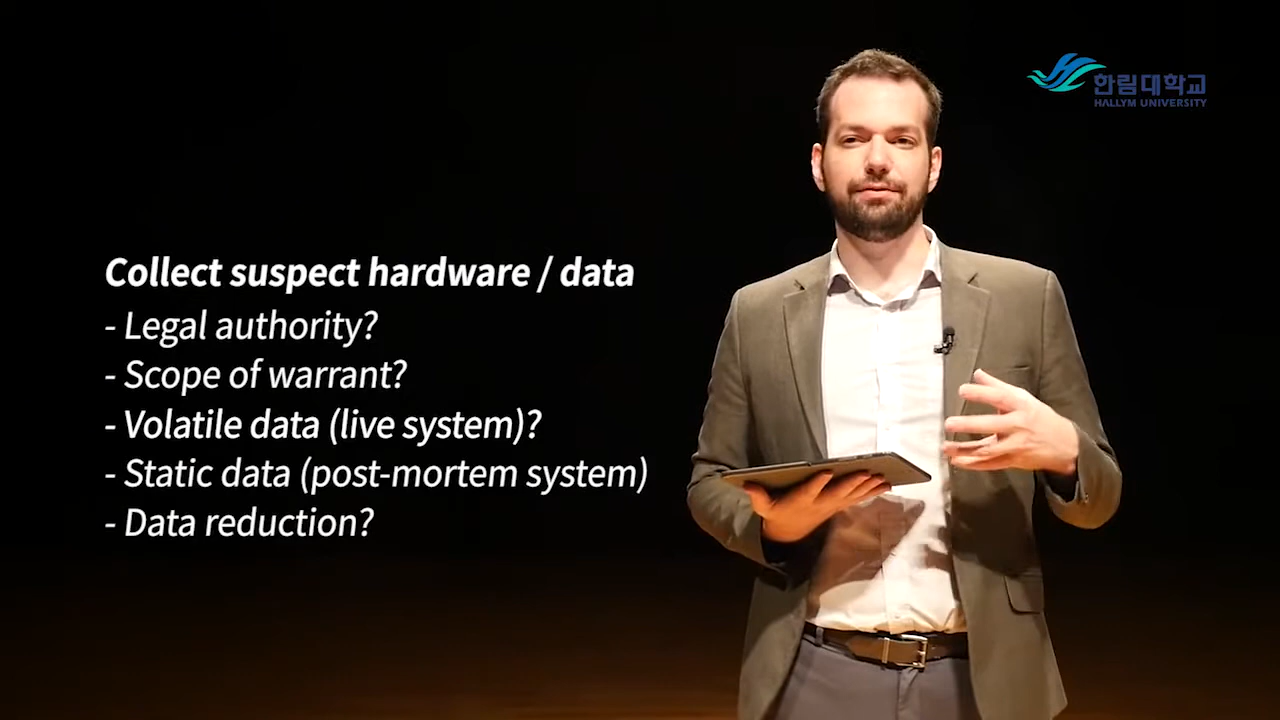 한림대학교
HALLYM UNIVERSITY
Collect suspect hardware / data
- Legal authority?
- Scope of warrant?
- Volatile data (live system)?
- Static data (post-mortem system)
- Data reduction?